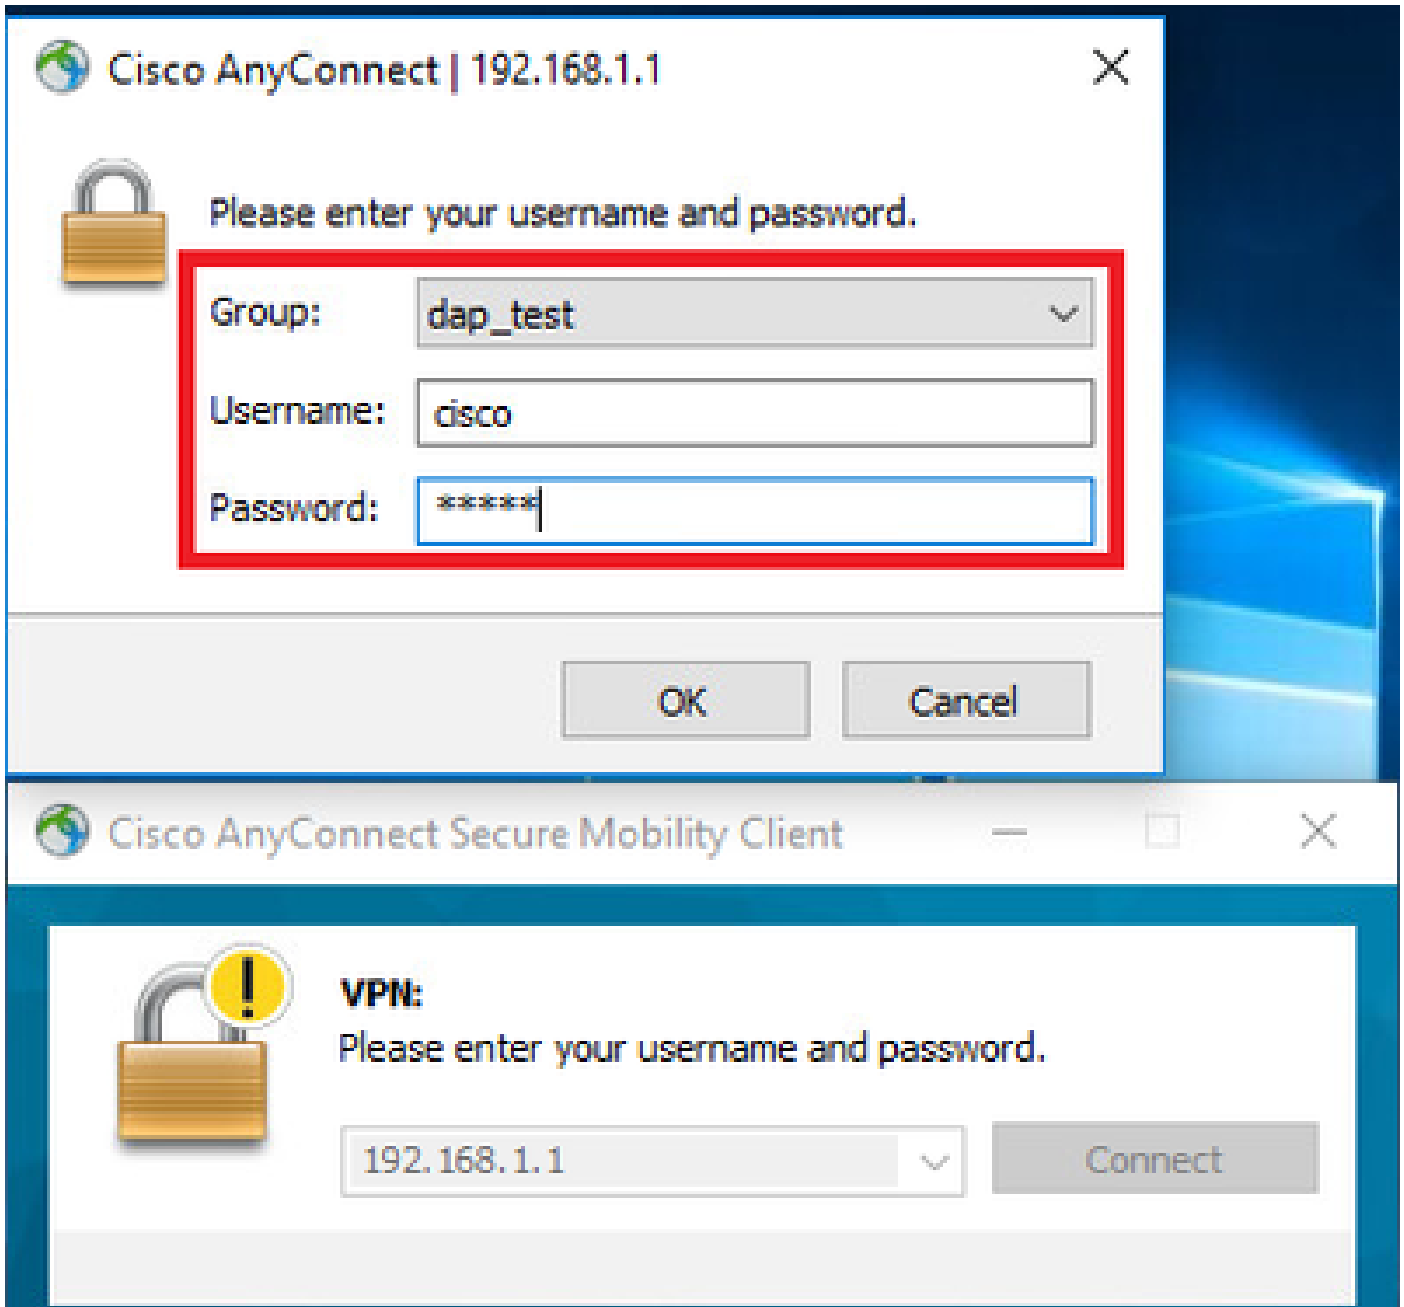 Cisco AnyConnect | 192.168.1.1
Please enter your username and password.
Group: dap_test
Username: cisco
Password: *****
OK Cancel
Cisco AnyConnect Secure Mobility Client
VPN:
Please enter your username and password.
192.168.1.1 Connect